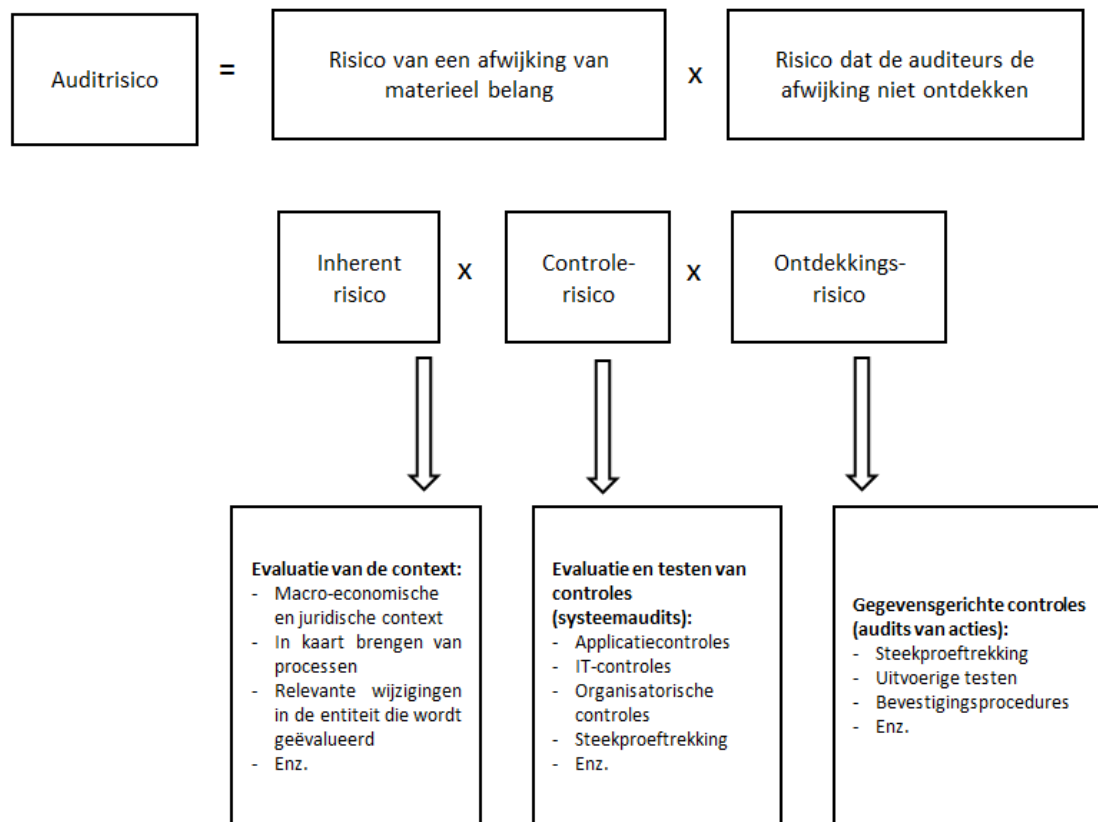 Auditrisico
=
Risico van een afwijking van
materieel belang
x
Risico dat de auditeurs de
afwijking niet ontdekken
Inherent
risico
x
Controle-
risico
x
Ontdekkings-
risico
Evaluatie van de context:
- Macro-economische
en juridische context
- In kaart brengen van
processen
- Relevante wijzigingen
in de entiteit die wordt
geëvalueerd
- Enz.
Evaluatie en testen van
controles
(systeemaudits):
- Applicatiecontroles
- IT-controles
- Organisatorische
controles
- Steekproeftrekking
- Enz.
Gegevensgerichte controles
(audits van acties):
- Steekproeftrekking
- Uitvoerige testen
- Bevestigingsprocedures
- Enz.